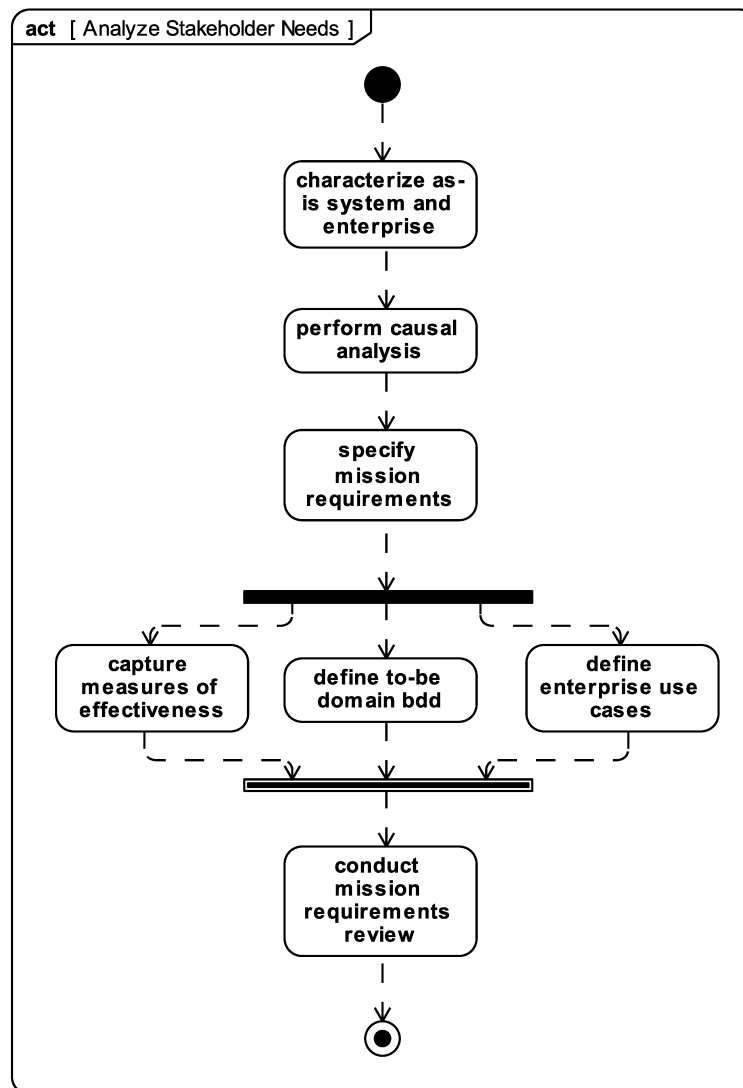 act [ Analyze Stakeholder Needs ]
characterize as-
is system and
enterprise
perform causal
analysis
specify
mission
requirements
capture
measures of
effectiveness
define to-be
domain bdd
define
enterprise use
cases
conduct
mission
requirements
review